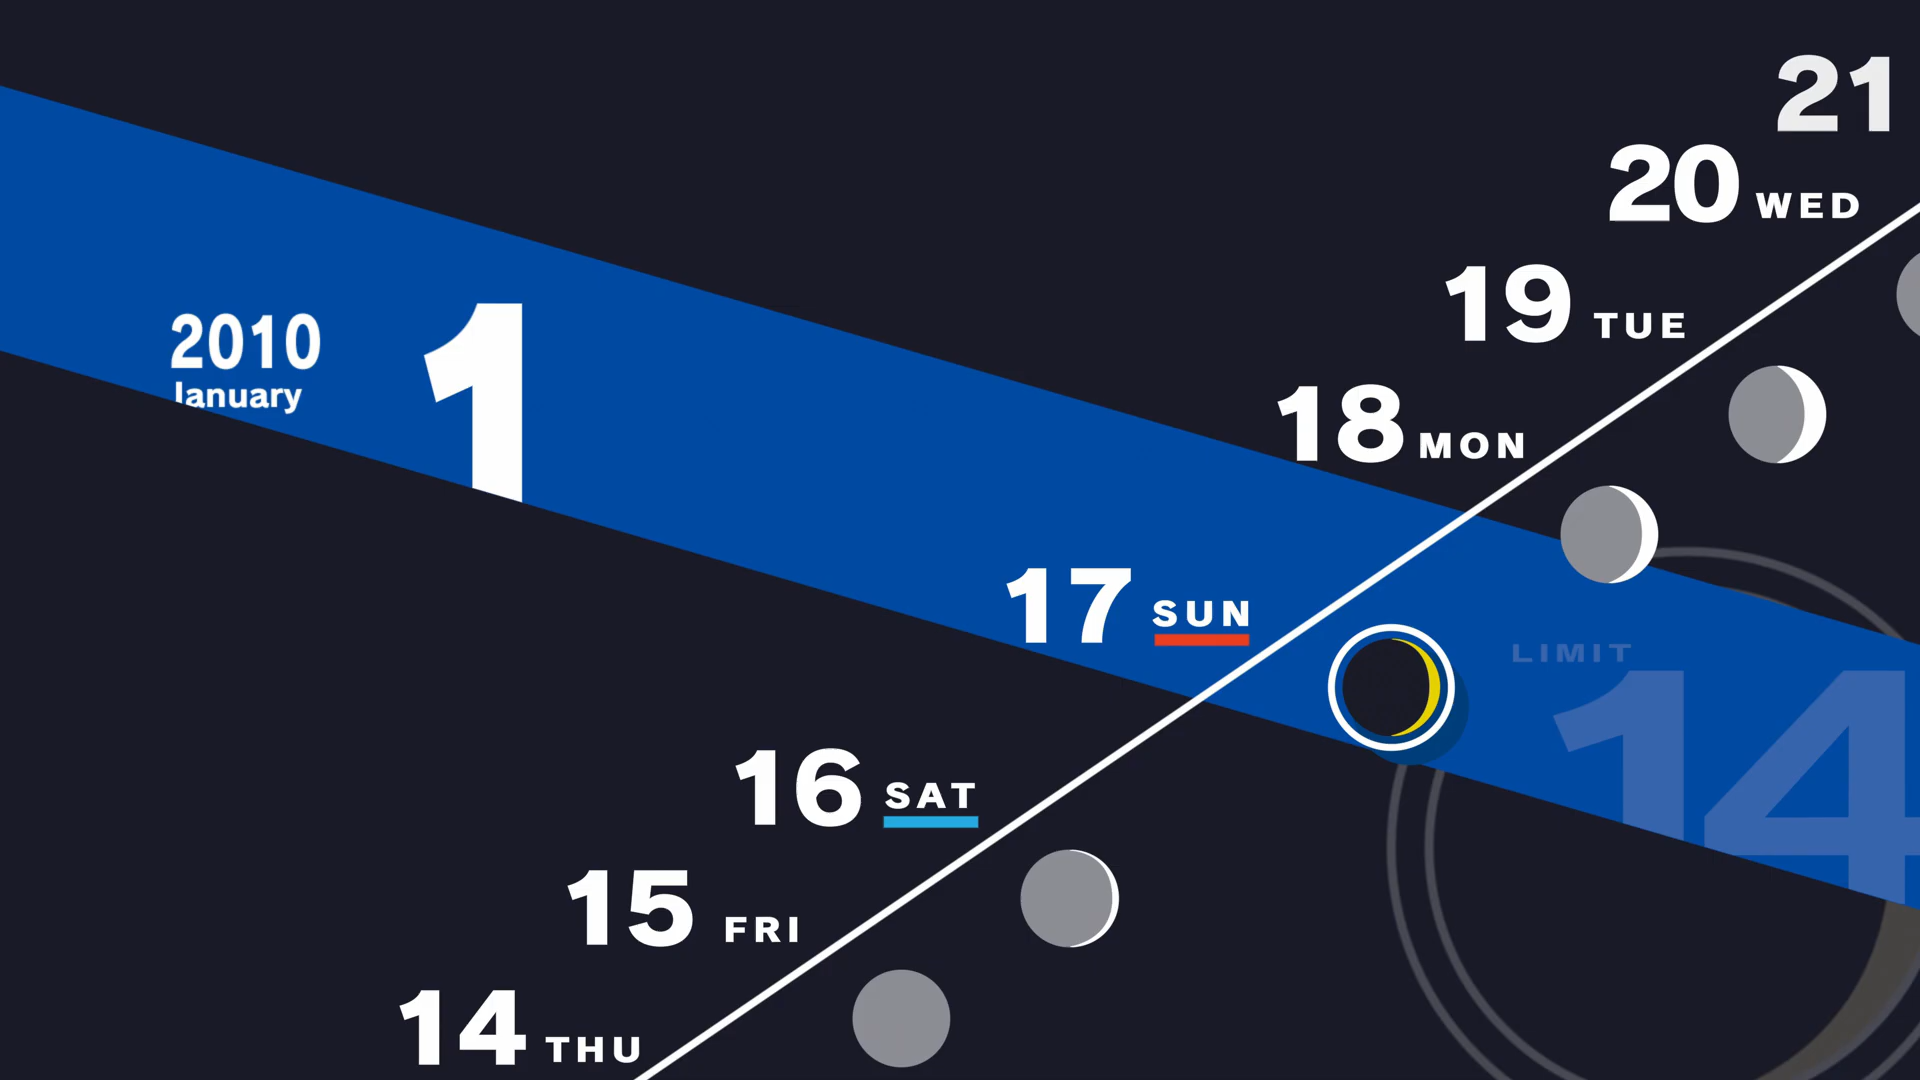 21
20 WED
19 TUE
2010
January
1
18 MON
17 SUN
LIMIT
14
16 SAT
15 FRI
14 THU